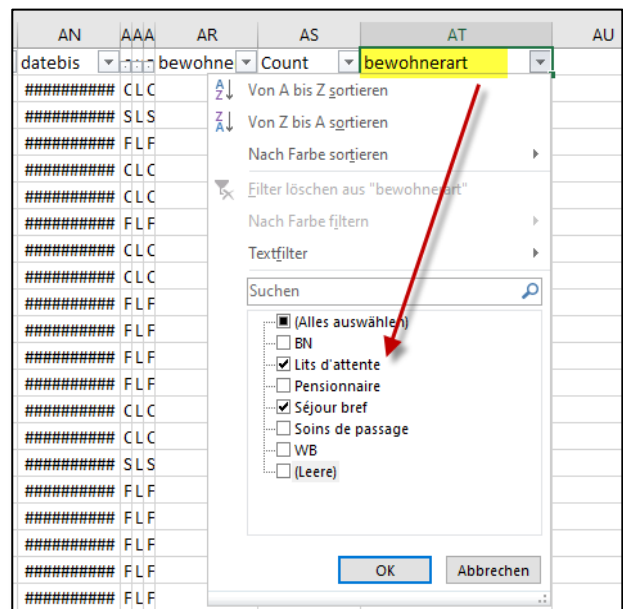 AN AAA AR AS AT AU
datebis bewohne Count bewohnerart
########## C L C
########## S L S
########## F L F
########## C L C
########## C L C
########## F L F
########## C L C
########## C L C
########## F L F
########## F L F
########## F L F
########## F L F
########## C L C
########## C L C
########## S L S
########## F L F
########## F L F
########## F L F
########## F L F
########## F L F
Von A bis Z sortieren
Von Z bis A sortieren
Nach Farbe sortieren
Filter löschen aus "bewohnerart"
Nach Farbe filtern
Textfilter
Suchen
(Alles auswählen)
BN
Lits d'attente
Pensionnaire
Séjour bref
Soins de passage
WB
(Leere)
OK Abbrechen